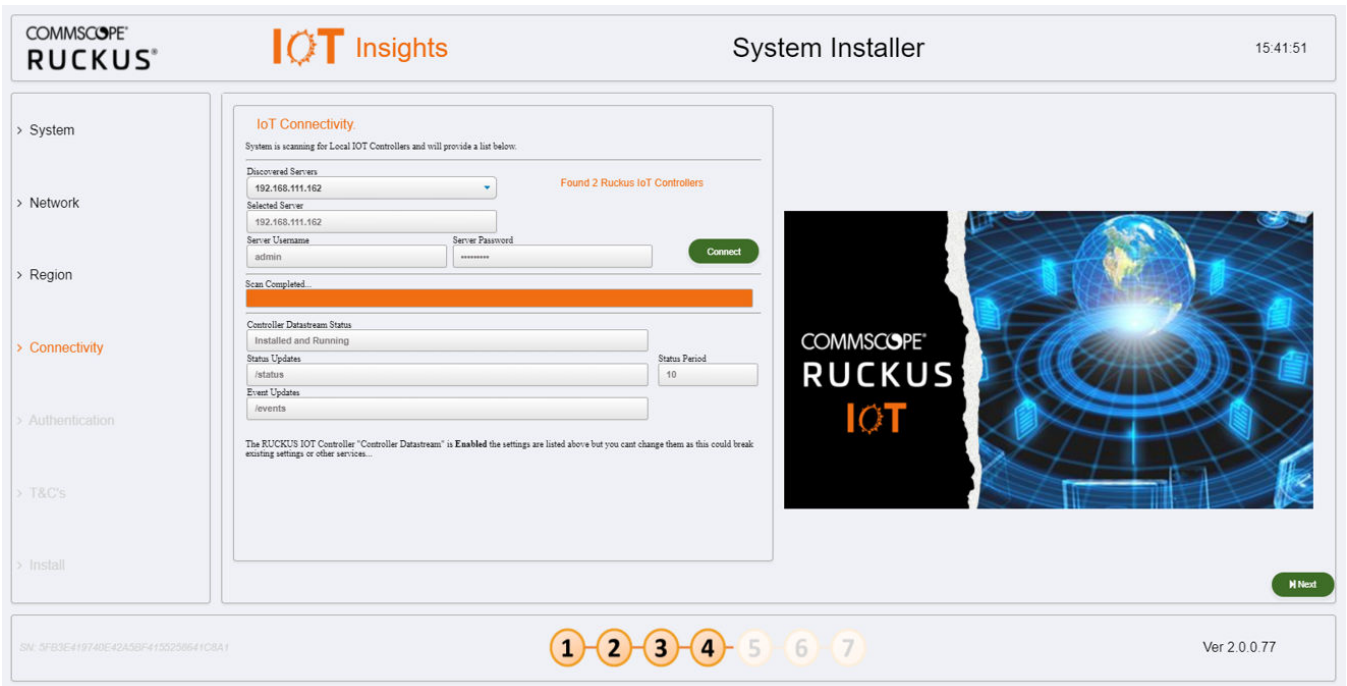 COMMSCOPE®
RUCKUS®
IOT Insights
System Installer
15:41:51
> System
> Network
> Region
> Connectivity
> Authentication
> T&C's
> Install
IoT Connectivity.
System is scanning for Local IOT Controllers and will provide a list below.
Discovered Servers
192.168.111.162
Found 2 Ruckus IoT Controllers
Selected Server
192.168.111.162
Server Username
Server Password
admin
Connect
Scan Completed...
Controller Datastream Status
Installed and Running
Status Updates
Status Period
/status
10
Event Updates
/events
The RUCKUS IOT Controller "Controller Datastream" is Enabled the settings are listed above but you cant change them as this could break
existing settings or other services...
COMMSCOPE®
RUCKUS
IOT
Next
1 2 3 4 5 6 7
Ver 2.0.0.77